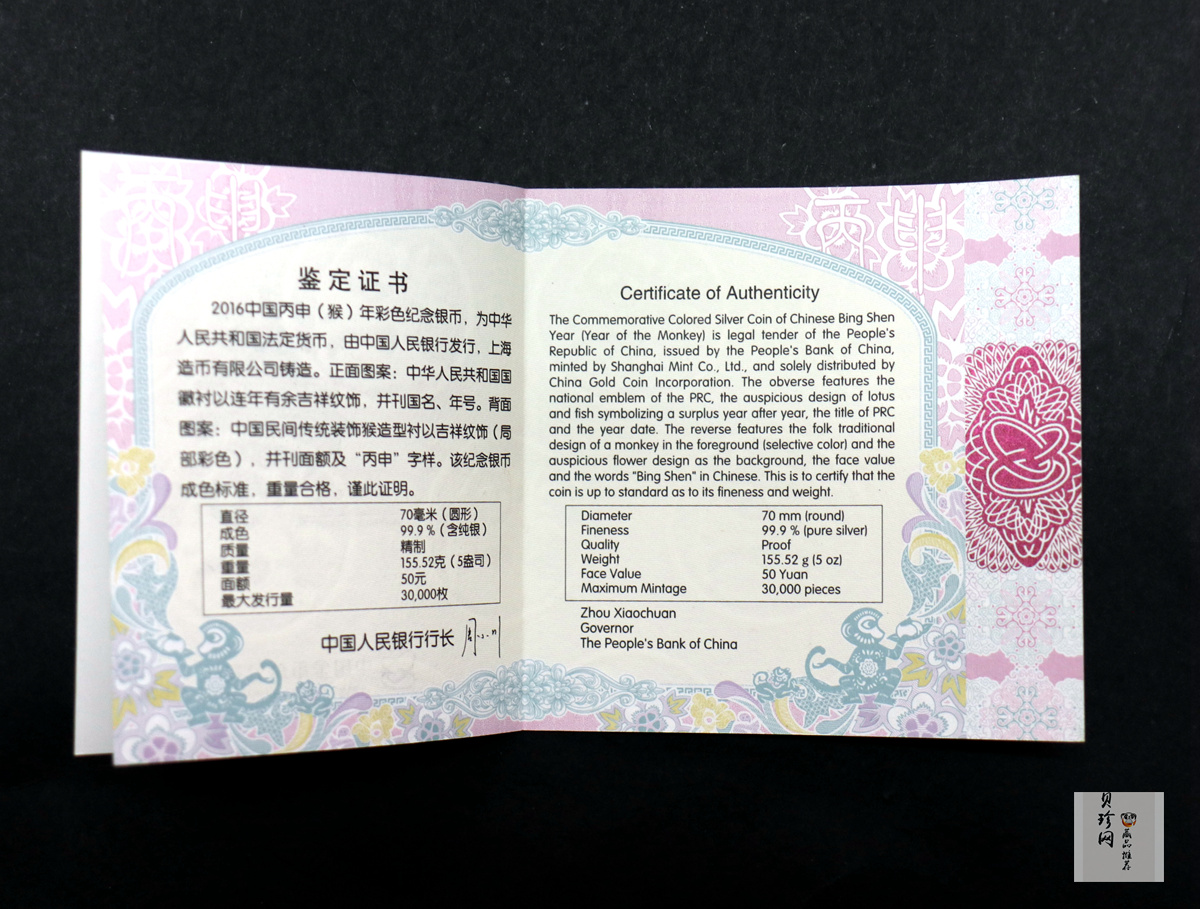 鉴定证书
2016中国丙申（猴）年彩色纪念银币，为中华
人民共和国法定货币，由中国人民银行发行，上海
造币有限公司铸造。正面图案：中华人民共和国国
徽衬以连年有余吉祥纹饰，并刊国名、年号。背面
图案：中国民间传统装饰猴造型衬以吉祥纹饰（局
部彩色），并刊面额及“丙申”字样。该纪念银币
成色标准，重量合格，谨此证明。
直径 70毫米（圆形）
成色 99.9 %（含纯银）
质量 精制
重量 155.52克（5盎司）
面额 50元
最大发行量 30,000枚
中国人民银行行长
Certificate of Authenticity
The Commemorative Colored Silver Coin of Chinese Bing Shen
Year (Year of the Monkey) is legal tender of the People's
Republic of China, issued by the People's Bank of China,
minted by Shanghai Mint Co., Ltd., and solely distributed by
China Gold Coin Incorporation. The obverse features the
national emblem of the PRC, the auspicious design of lotus
and fish symbolizing a surplus year after year, the title of PRC
and the year date. The reverse features the folk traditional
design of a monkey in the foreground (selective color) and the
auspicious flower design as the background, the face value
and the words "Bing Shen" in Chinese. This is to certify that the
coin is up to standard as to its fineness and weight.
Diameter 70 mm (round)
Fineness 99.9 % (pure silver)
Quality Proof
Weight 155.52 g (5 oz)
Face Value 50 Yuan
Maximum Mintage 30,000 pieces
Zhou Xiaochuan
Governor
The People's Bank of China
丙申
贝珍网
藏品推荐